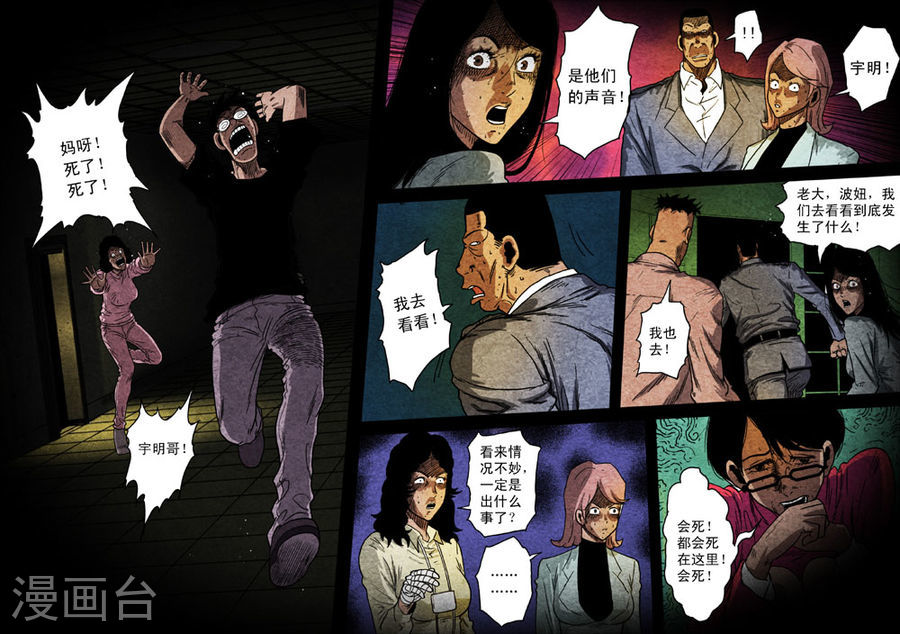 妈呀！
死了！
死了！
宇明哥！
是他们
的声音！
！！
宇明！
我去
看看！
老大，波妞，我
们去看看到底发
生了什么！
我也
去！
看来情
况不妙，
一定是
出什么
事了？
……
……
会死！
都会死
在这里！
会死！
漫画台